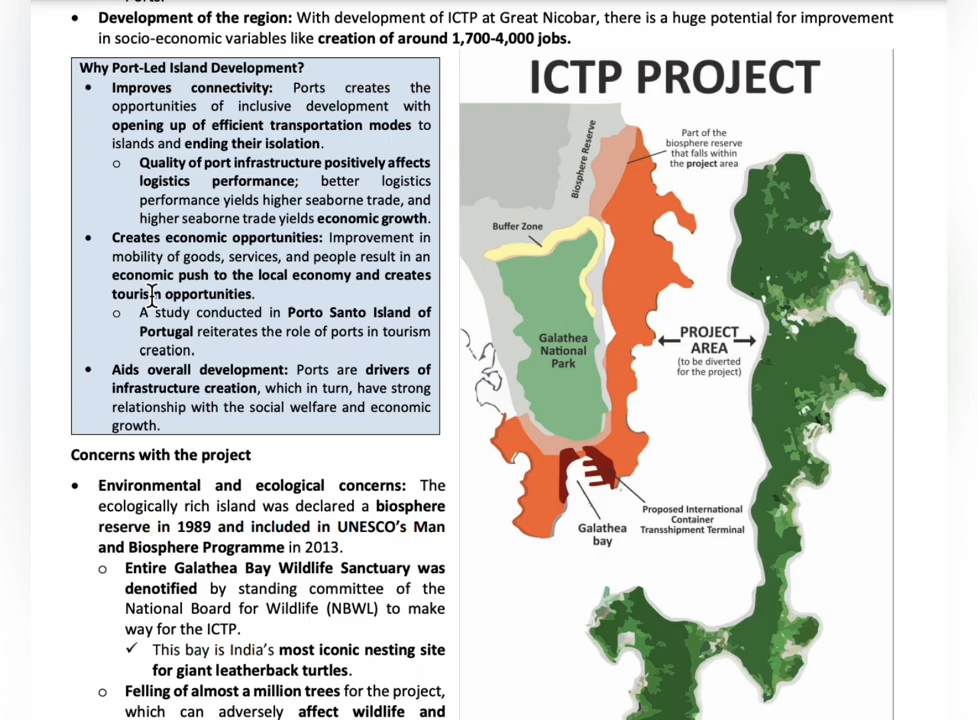 Development of the region: With development of ICTP at Great Nicobar, there is a huge potential for improvement
in socio-economic variables like creation of around 1,700-4,000 jobs.
Why Port-Led Island Development?
Improves connectivity: Ports creates the
opportunities of inclusive development with
opening up of efficient transportation modes to
islands and ending their isolation.
Quality of port infrastructure positively affects
logistics performance; better logistics
performance yields higher seaborne trade, and
higher seaborne trade yields economic growth.
Creates economic opportunities: Improvement in
mobility of goods, services, and people result in an
economic push to the local economy and creates
tourism opportunities.
A study conducted in Porto Santo Island of
Portugal reiterates the role of ports in tourism
creation.
Aids overall development: Ports are drivers of
infrastructure creation, which in turn, have strong
relationship with the social welfare and economic
growth.
Concerns with the project
Environmental and ecological concerns: The
ecologically rich island was declared a biosphere
reserve in 1989 and included in UNESCO's Man
and Biosphere Programme in 2013.
Entire Galathea Bay Wildlife Sanctuary was
denotified by standing committee of the
National Board for Wildlife (NBWL) to make
way for the ICTP.
This bay is India's most iconic nesting site
for giant leatherback turtles.
Felling of almost a million trees for the project,
which can adversely affect wildlife and
ICTP PROJECT
Biosphere Reserve
Part of the
biosphere reserve
that falls within
the project area
Buffer Zone
Galathea
National
Park
PROJECT
AREA
(to be diverted
for the project)
Proposed International
Container
Transshipment Terminal
Galathea
bay